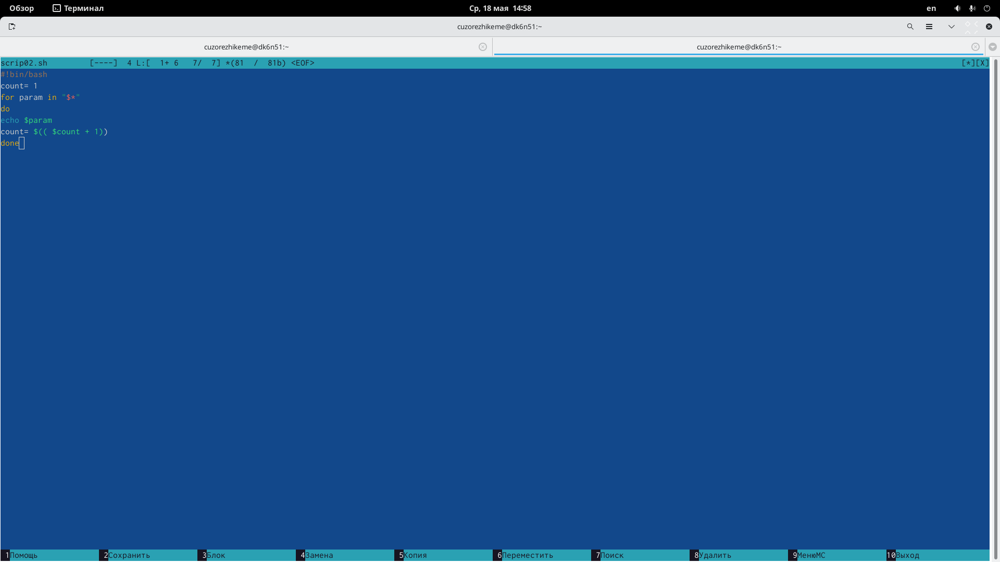 Обзор Терминал Ср, 18 мая 14:58 en
cuzorezhikeme@dk6n51:~
cuzorezhikeme@dk6n51:~ cuzorezhikeme@dk6n51:~
scrip02.sh [----] 4 L:[ 1+ 6 7/ 7] *(81 / 81b) <EOF> [*][X]
#!bin/bash
count= 1
for param in "$*"
do
echo $param
count= $(( $count + 1))
done
1Помощь 2Сохранить 3Блок 4Замена 5Копия 6Переместить 7Поиск 8Удалить 9МенюMC 10Выход